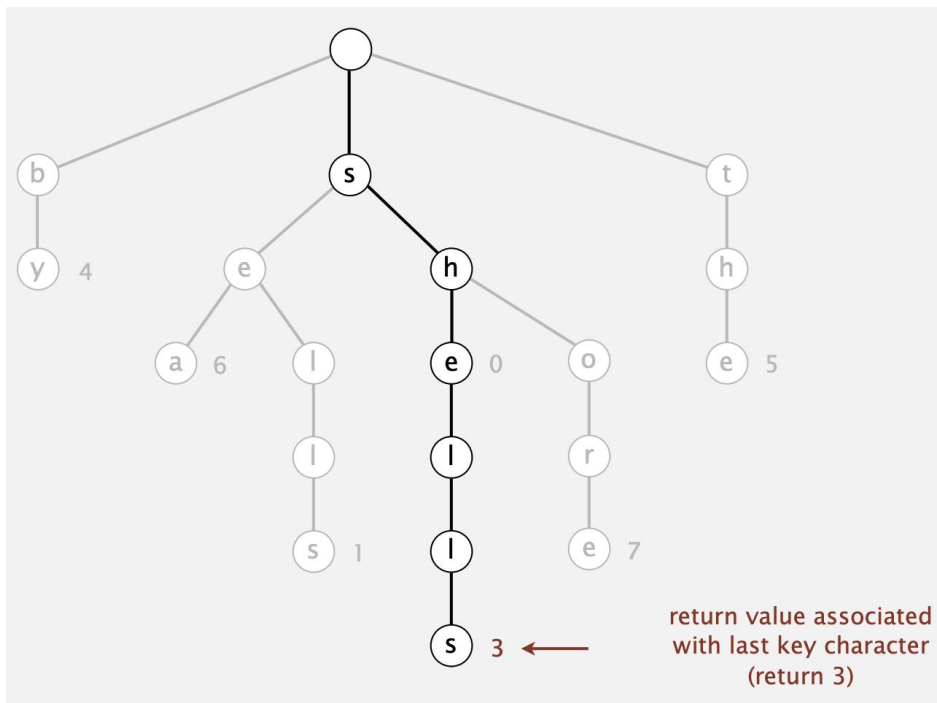 b s t
y 4 e h h
a 6 l e 0 o e 5
l l r
s 1 l e 7
s 3
return value associated
with last key character
(return 3)